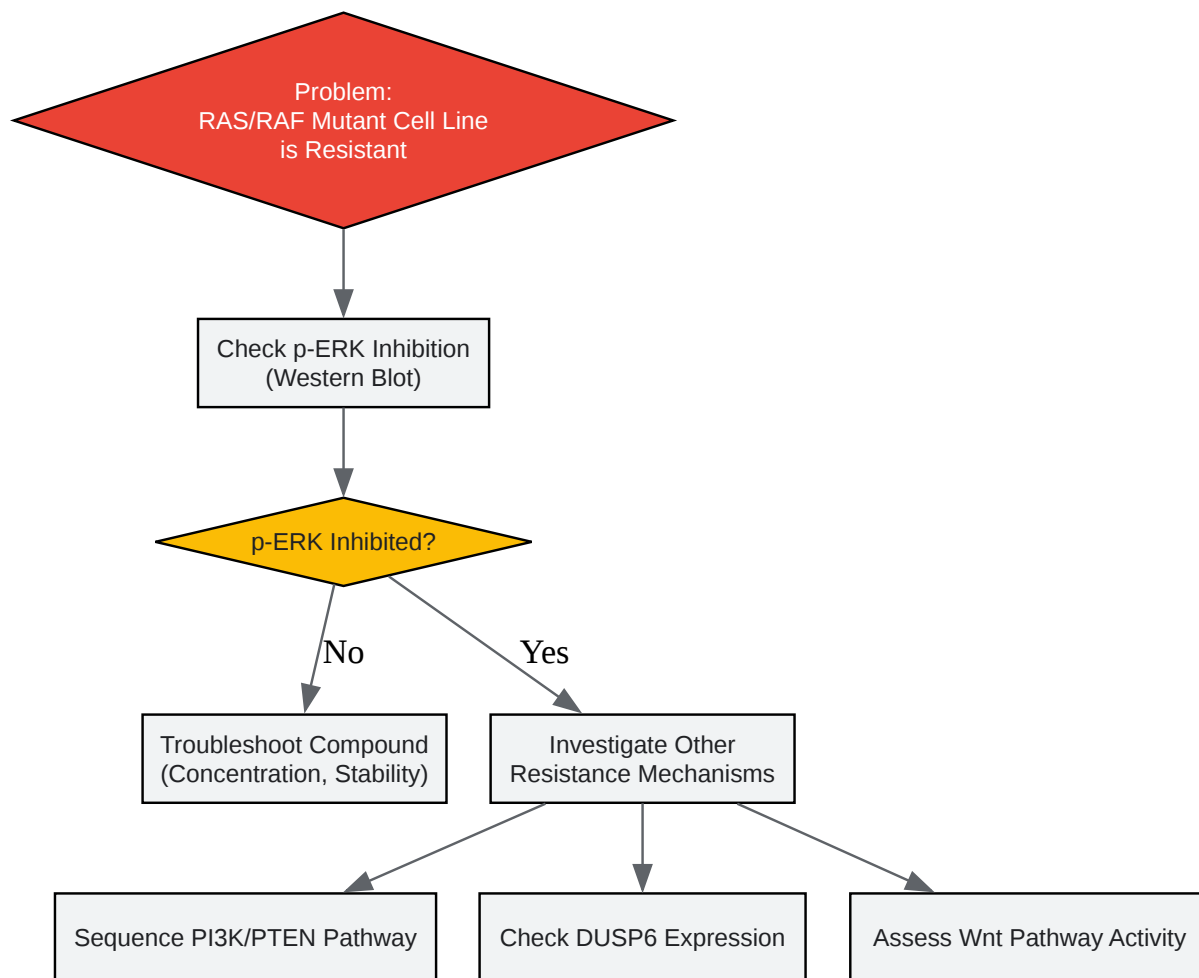 Problem:
RAS/RAF Mutant Cell Line
is Resistant
Check p-ERK Inhibition
(Western Blot)
p-ERK Inhibited?
No
Yes
Troubleshoot Compound
(Concentration, Stability)
Investigate Other
Resistance Mechanisms
Sequence PI3K/PTEN Pathway
Check DUSP6 Expression
Assess Wnt Pathway Activity